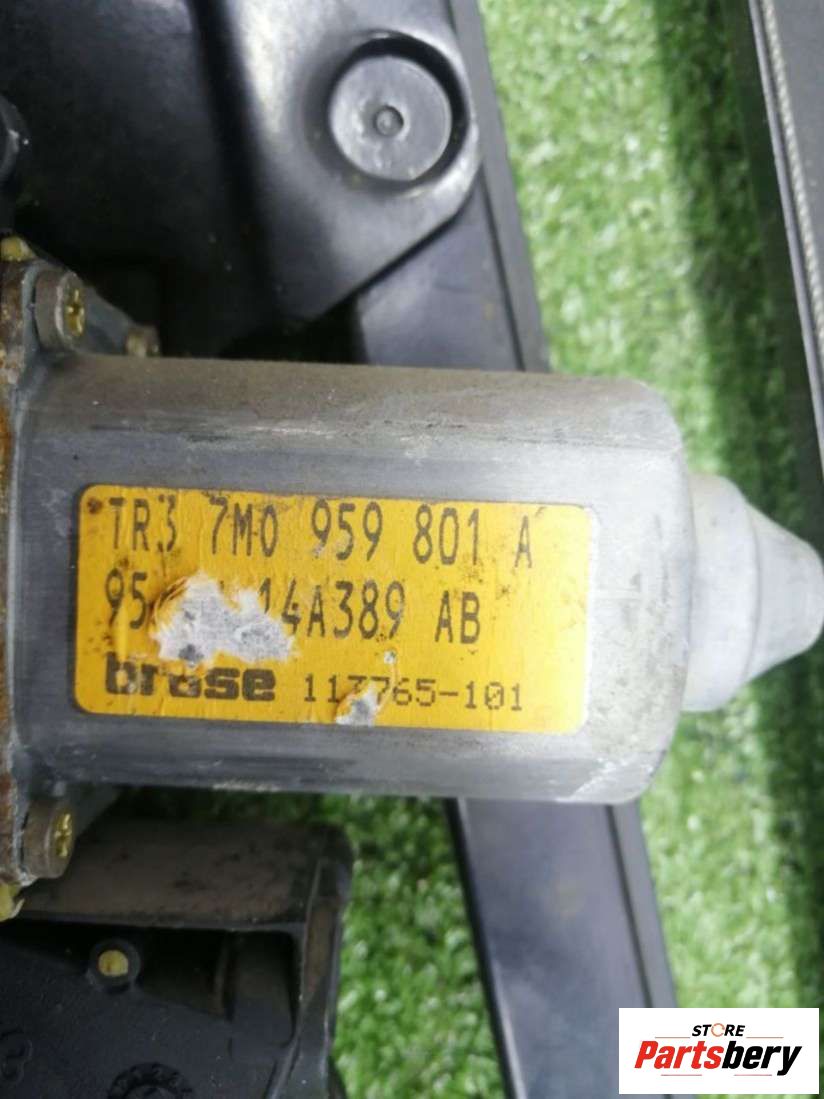 TR3 7M0 959 801 A
14A389 AB
brose 117765-101
STORE
Partsbery